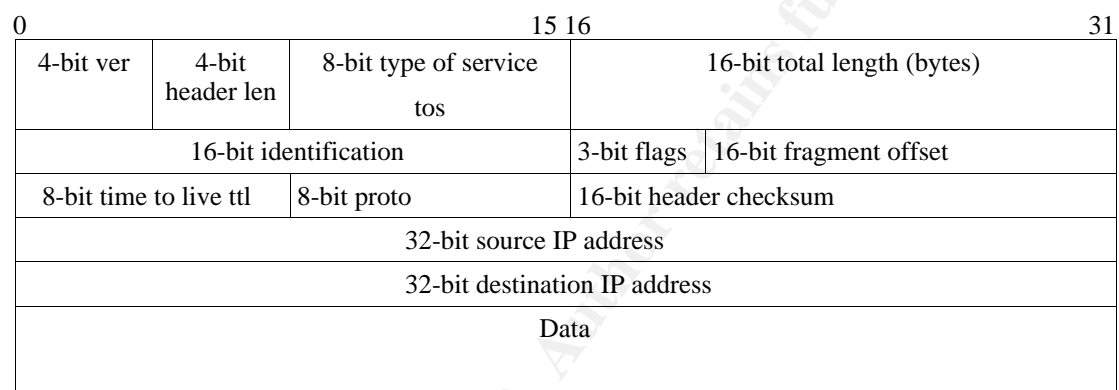 0 15 16 31
4-bit ver 4-bit header len 8-bit type of service tos 16-bit total length (bytes)
16-bit identification 3-bit flags 16-bit fragment offset
8-bit time to live ttl 8-bit proto 16-bit header checksum
32-bit source IP address
32-bit destination IP address
Data
Author retains